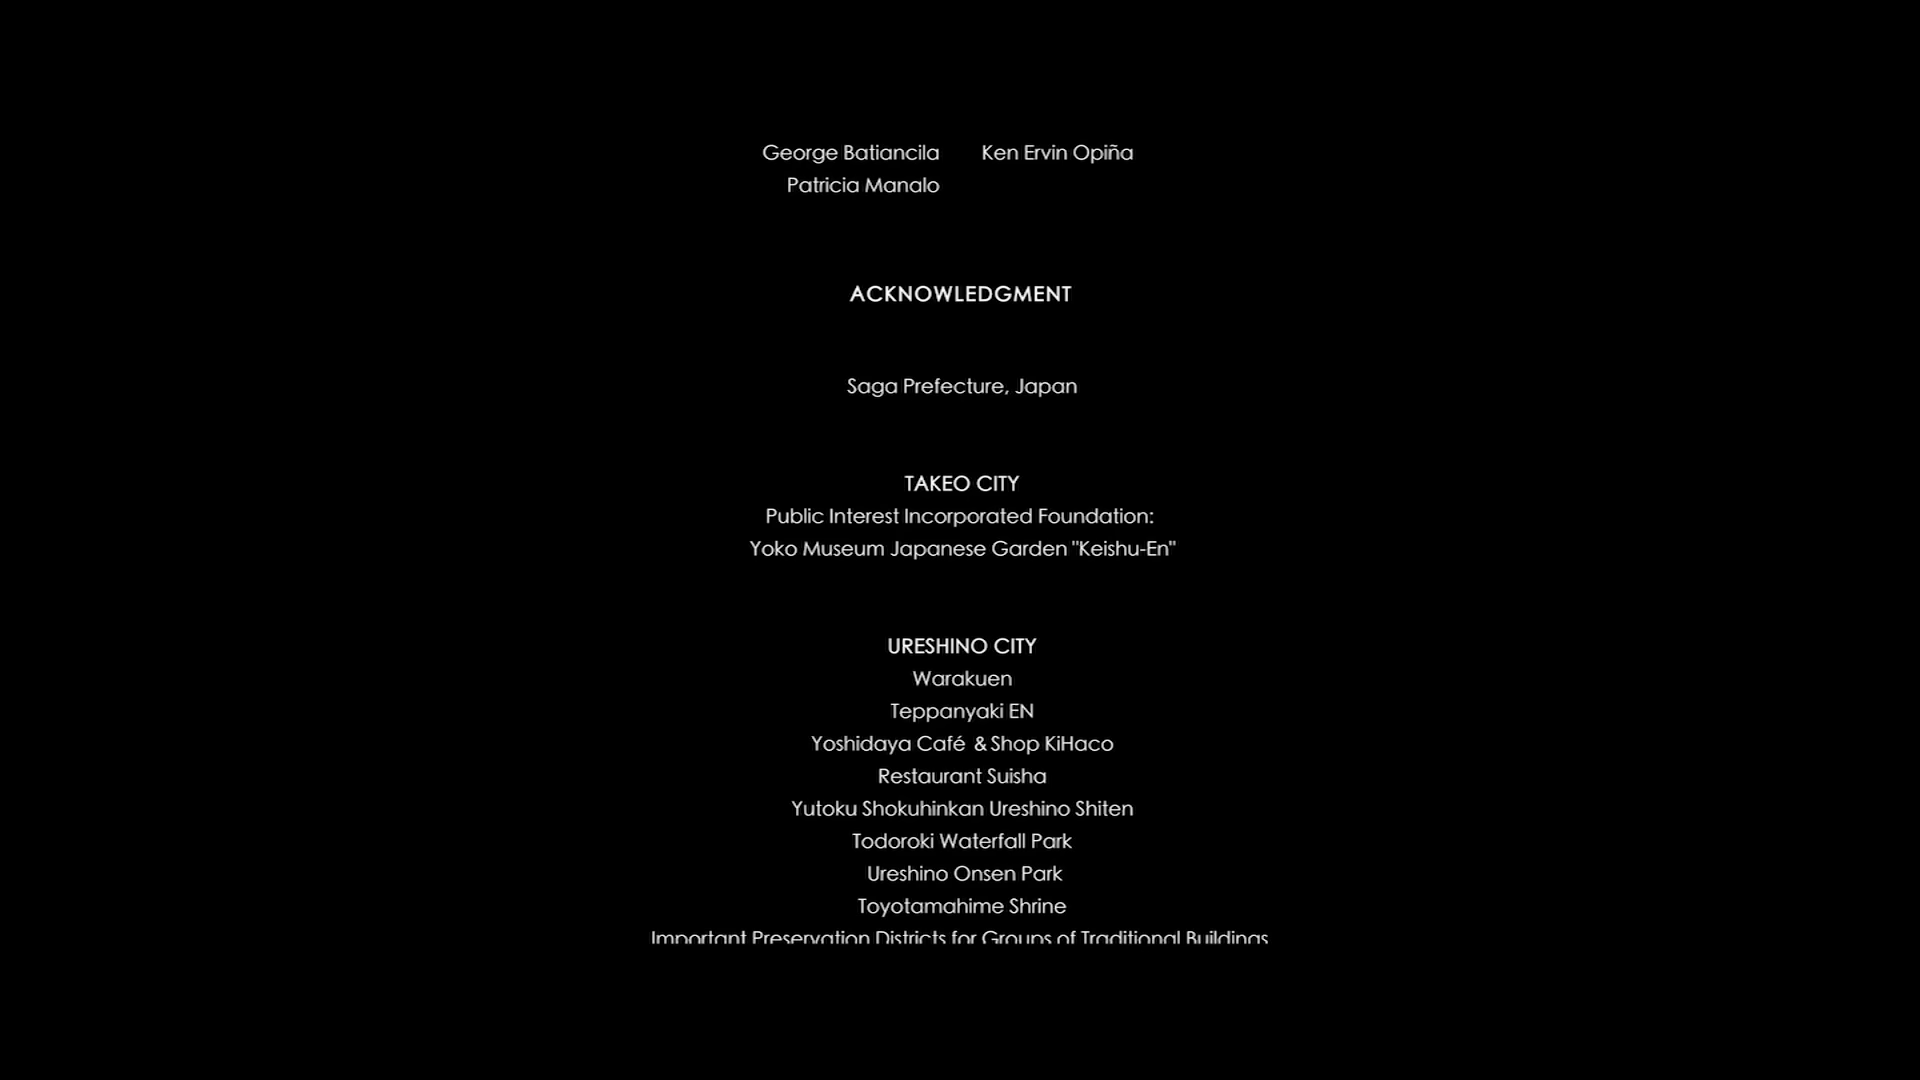 George Batiancila Ken Ervin Opiña
Patricia Manalo
ACKNOWLEDGMENT
Saga Prefecture, Japan
TAKEO CITY
Public Interest Incorporated Foundation:
Yoko Museum Japanese Garden "Keishu-En"
URESHINO CITY
Warakuen
Teppanyaki EN
Yoshidaya Café & Shop KiHaco
Restaurant Suisha
Yutoku Shokuhinkan Ureshino Shiten
Todoroki Waterfall Park
Ureshino Onsen Park
Toyotamahime Shrine
Important Preservation Districts for Groups of Traditional Buildings